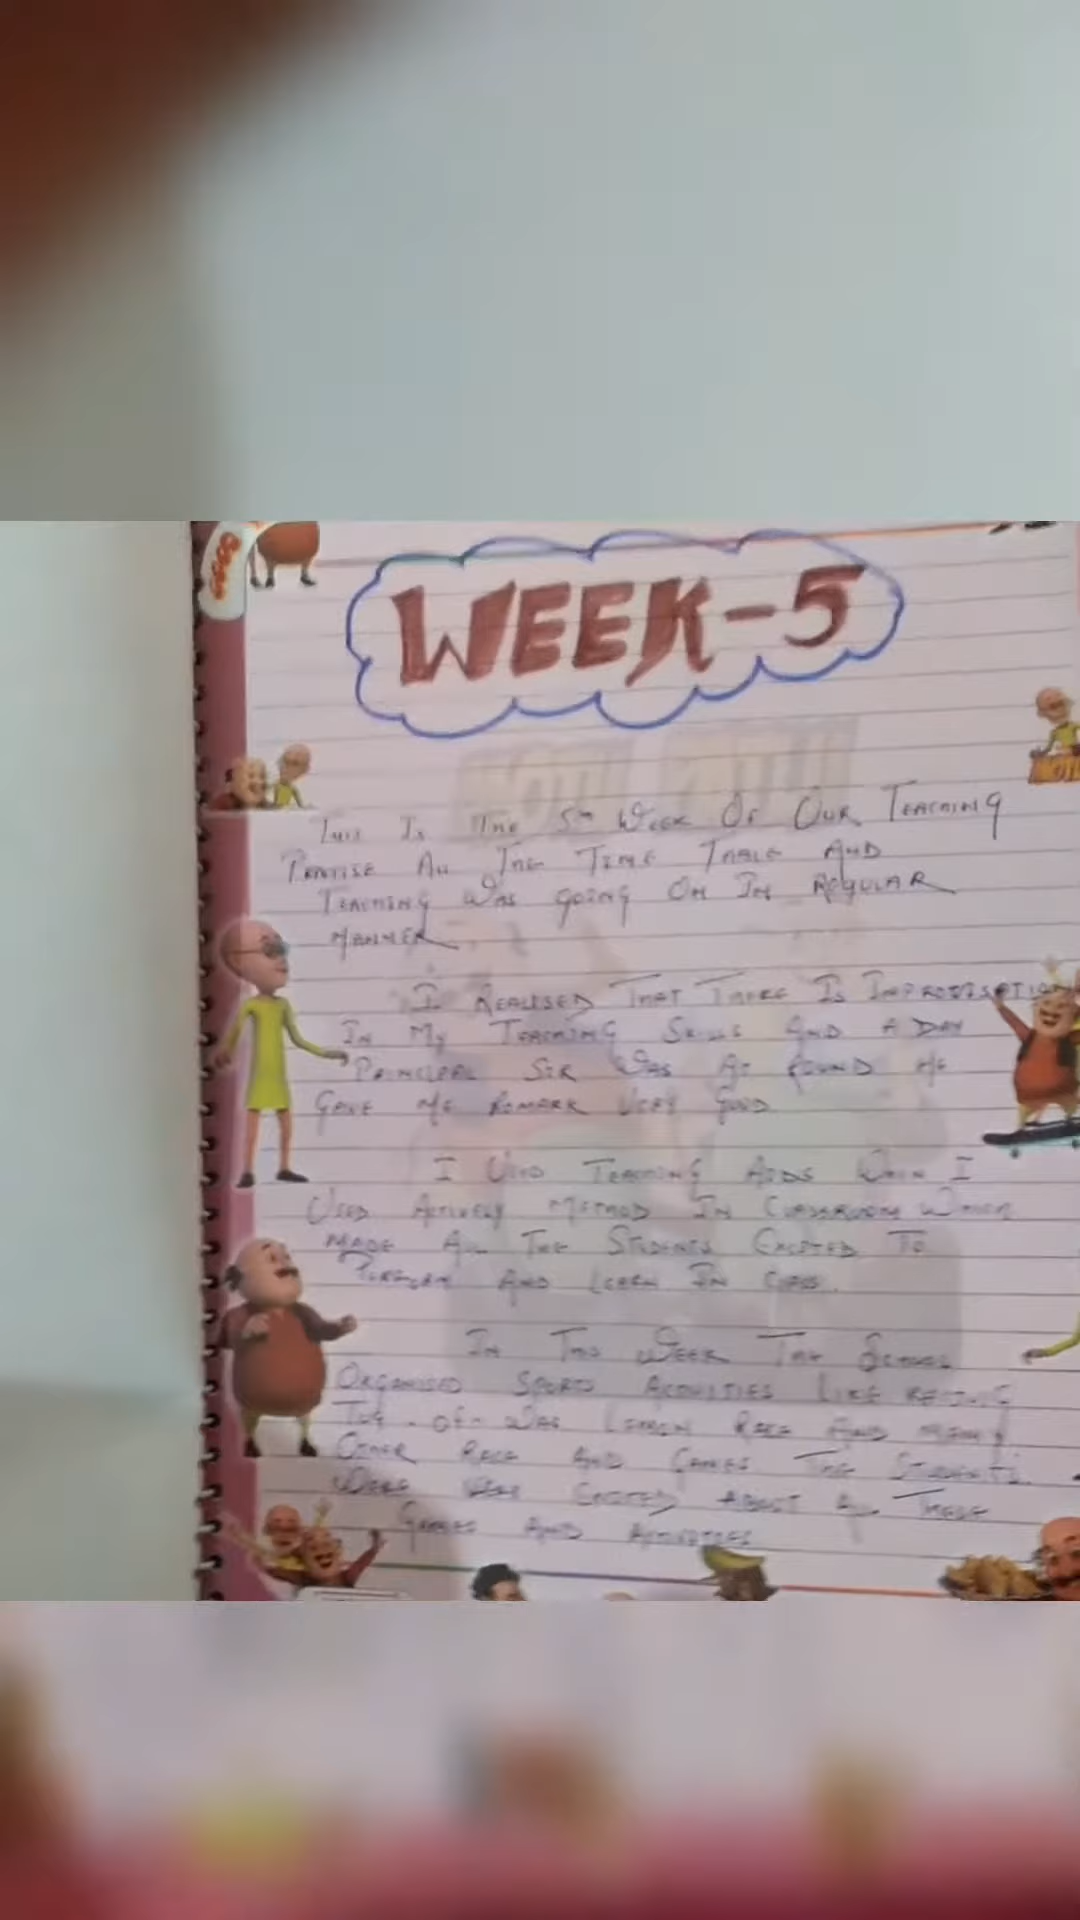 WEEK-5
This Is The 5th Week Of Our Teaching
Practise All The Time Table And
Teaching Was Going On In Regular
Manner
I Realised That There Is Improvisation
In My Teaching Skills And A Day
Principal Sir Was At Round He
Gave Me Remark Very Good
I Used Teaching Aids When I
Used Method In Classroom Which
Made All The Students Excited To
And Learn In Class.
In This Week The School
Organised Sports Activities Like
Tug-of-War Lemon Race And Many
Other Race And Games The Students
Were Were Excited About All These
Games And Activities